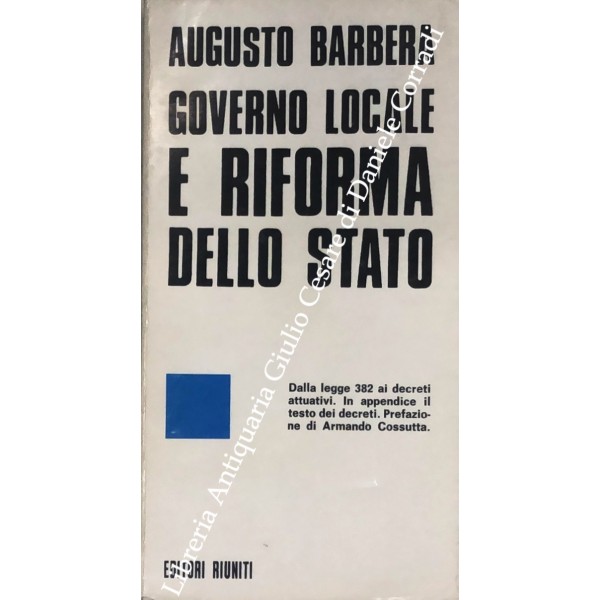 AUGUSTO BARBERA
GOVERNO LOCALE
E RIFORMA
DELLO STATO
Dalla legge 382 ai decreti
attuativi. In appendice il
testo dei decreti. Prefazio-
ne di Armando Cossutta.
EDITORI RIUNITI
Libreria Antiquaria Giulio Cesare di Daniele Corradi